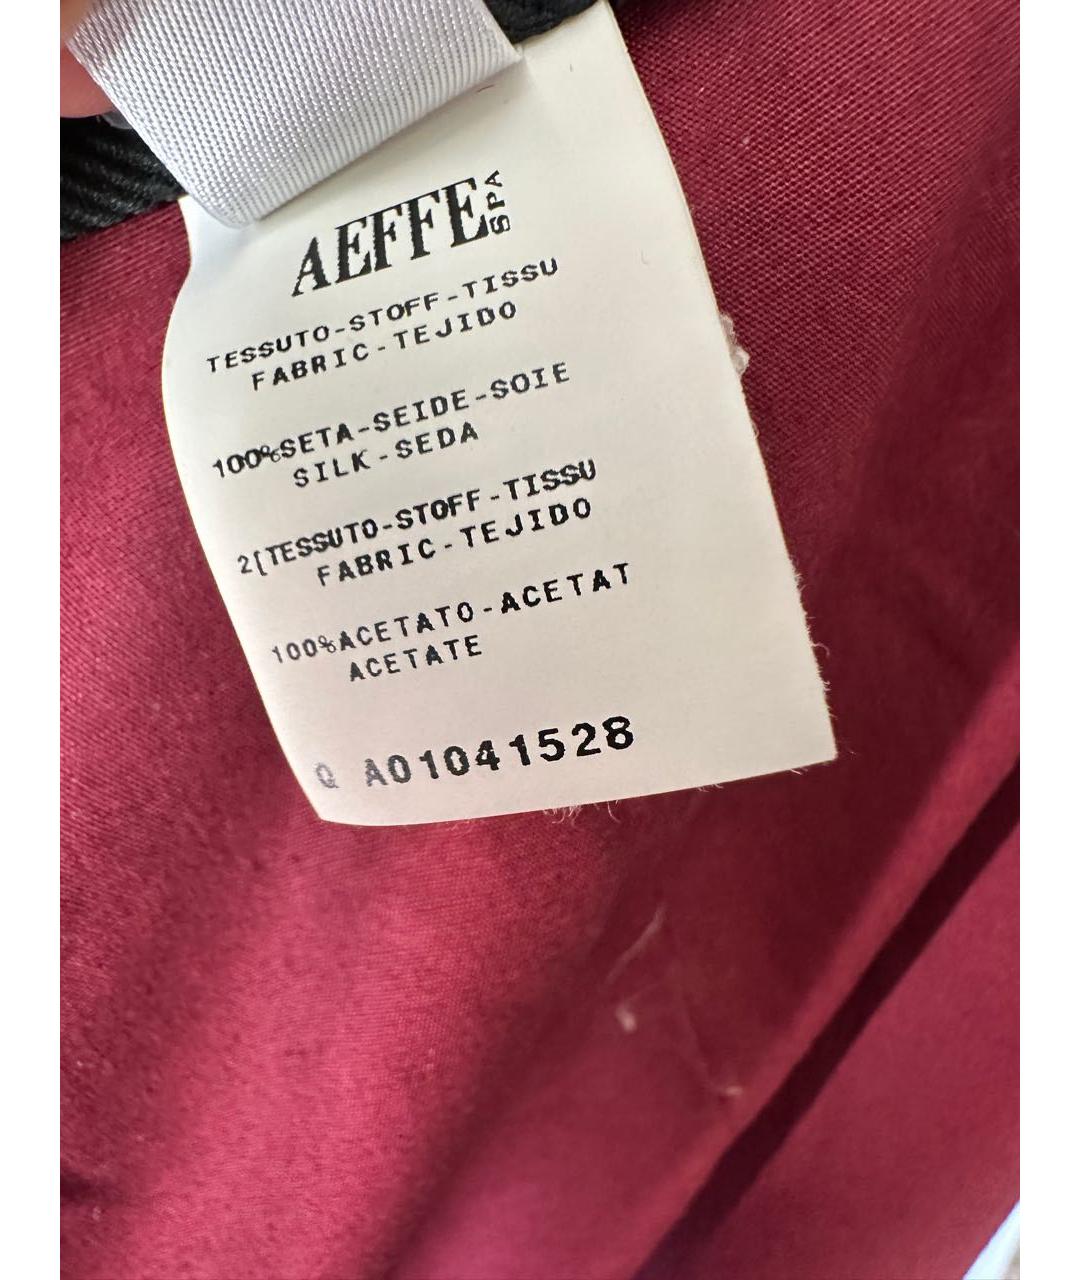 AEFFE SPA
TESSUTO-STOFF-TISSU
FABRIC-TEJIDO
100%SETA-SEIDE-SOIE
SILK-SEDA
2[TESSUTO-STOFF-TISSU
FABRIC-TEJIDO
100%ACETATO-ACETAT
ACETATE
Q A01041528